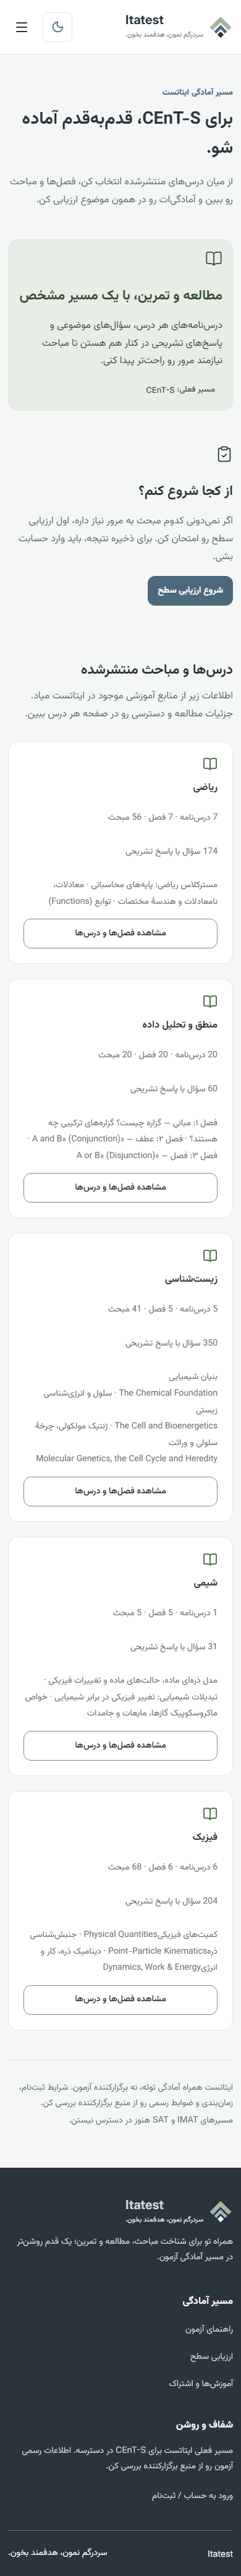 Itatest
سردرگم نمون، هدفمند بخون.
مسیر آمادگی ایتاتست
برای CEnT-S، قدم‌به‌قدم آماده
شو.
از میان درس‌های منتشرشده انتخاب کن، فصل‌ها و مباحث
رو ببین و آمادگی‌ات رو در همون موضوع ارزیابی کن.
مطالعه و تمرین، با یک مسیر مشخص
درس‌نامه‌های هر درس، سؤال‌های موضوعی و
پاسخ‌های تشریحی در کنار هم هستن تا مباحث
نیازمند مرور رو راحت‌تر پیدا کنی.
مسیر فعلی: CEnT-S
از کجا شروع کنم؟
اگر نمی‌دونی کدوم مبحث به مرور نیاز داره، اول ارزیابی
سطح رو امتحان کن. برای ذخیره نتیجه، باید وارد حسابت
بشی.
شروع ارزیابی سطح
درس‌ها و مباحث منتشرشده
اطلاعات زیر از منابع آموزشی موجود در ایتاتست میاد.
جزئیات مطالعه و دسترسی رو در صفحه هر درس ببین.
ریاضی
7 درس‌نامه · 7 فصل · 56 مبحث
174 سؤال با پاسخ تشریحی
مسترکلاس ریاضی: پایه‌های محاسباتی · معادلات،
نامعادلات و هندسهٔ مختصات · توابع (Functions)
مشاهده فصل‌ها و درس‌ها
منطق و تحلیل داده
20 درس‌نامه · 20 فصل · 20 مبحث
60 سؤال با پاسخ تشریحی
فصل ۱: مبانی — گزاره چیست؟ گزاره‌های ترکیبی چه
هستند؟ · فصل ۲: عطف — «A and B» (Conjunction) ·
فصل ۳: فصل — «A or B» (Disjunction)
مشاهده فصل‌ها و درس‌ها
زیست‌شناسی
5 درس‌نامه · 5 فصل · 41 مبحث
350 سؤال با پاسخ تشریحی
بنیان شیمیایی
The Chemical Foundation · سلول و انرژی‌شناسی
زیستی
The Cell and Bioenergetics · ژنتیک مولکولی، چرخهٔ
سلولی و وراثت
Molecular Genetics, the Cell Cycle and Heredity
مشاهده فصل‌ها و درس‌ها
شیمی
1 درس‌نامه · 5 فصل · 5 مبحث
31 سؤال با پاسخ تشریحی
مدل ذره‌ای ماده، حالت‌های ماده و تغییرات فیزیکی ·
تبدیلات شیمیایی: تغییر فیزیکی در برابر شیمیایی · خواص
ماکروسکوپیک گازها، مایعات و جامدات
مشاهده فصل‌ها و درس‌ها
فیزیک
6 درس‌نامه · 6 فصل · 68 مبحث
204 سؤال با پاسخ تشریحی
کمیت‌های فیزیکیPhysical Quantities · جنبش‌شناسی
ذرهPoint-Particle Kinematics · دینامیک ذره، کار و
انرژیDynamics, Work & Energy
مشاهده فصل‌ها و درس‌ها
ایتاتست همراه آمادگی توئه، نه برگزارکننده آزمون. شرایط ثبت‌نام،
زمان‌بندی و ضوابط رسمی رو از منبع برگزارکننده بررسی کن.
مسیرهای IMAT و SAT هنوز در دسترس نیستن.
Itatest
سردرگم نمون، هدفمند بخون.
همراه تو برای شناخت مباحث، مطالعه و تمرین؛ یک قدم روشن‌تر
در مسیر آمادگی آزمون.
مسیر آمادگی
راهنمای آزمون
ارزیابی سطح
آموزش‌ها و اشتراک
شفاف و روشن
مسیر فعلی ایتاتست برای CEnT-S در دسترسه. اطلاعات رسمی
آزمون رو از منبع برگزارکننده بررسی کن.
ورود به حساب / ثبت‌نام
Itatest
سردرگم نمون، هدفمند بخون.